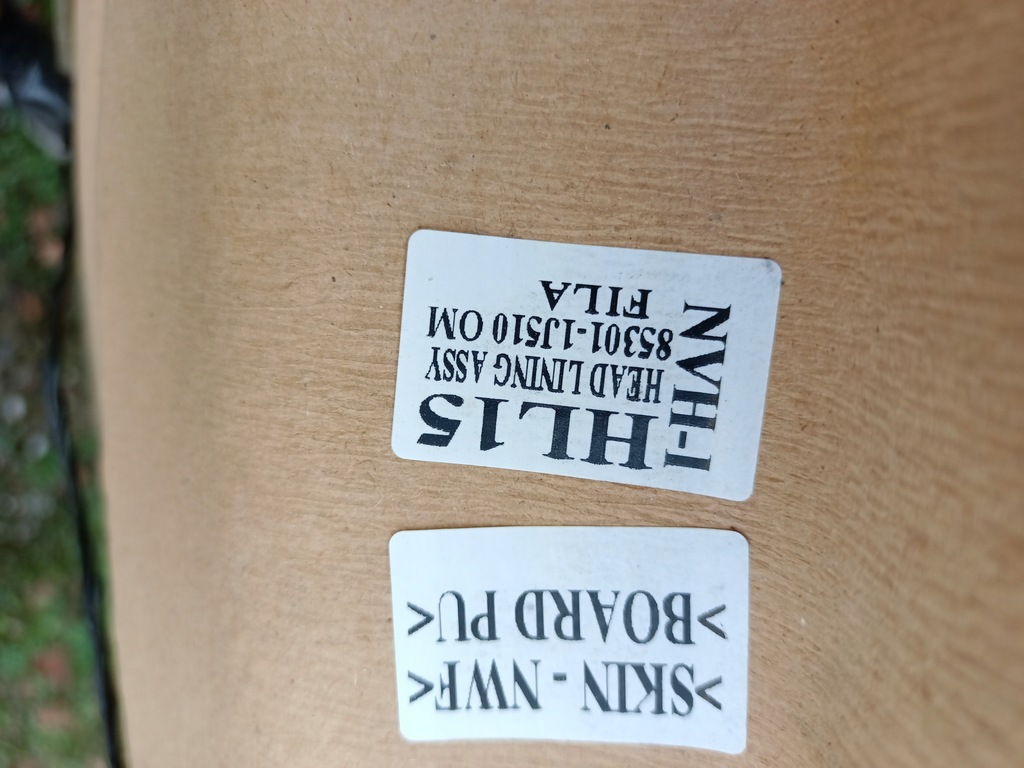 >SKIN - NWF<
>BOARD PU<
HL15
HEAD LINING ASSY
85301-1J510 OM
FILA
NVH-I